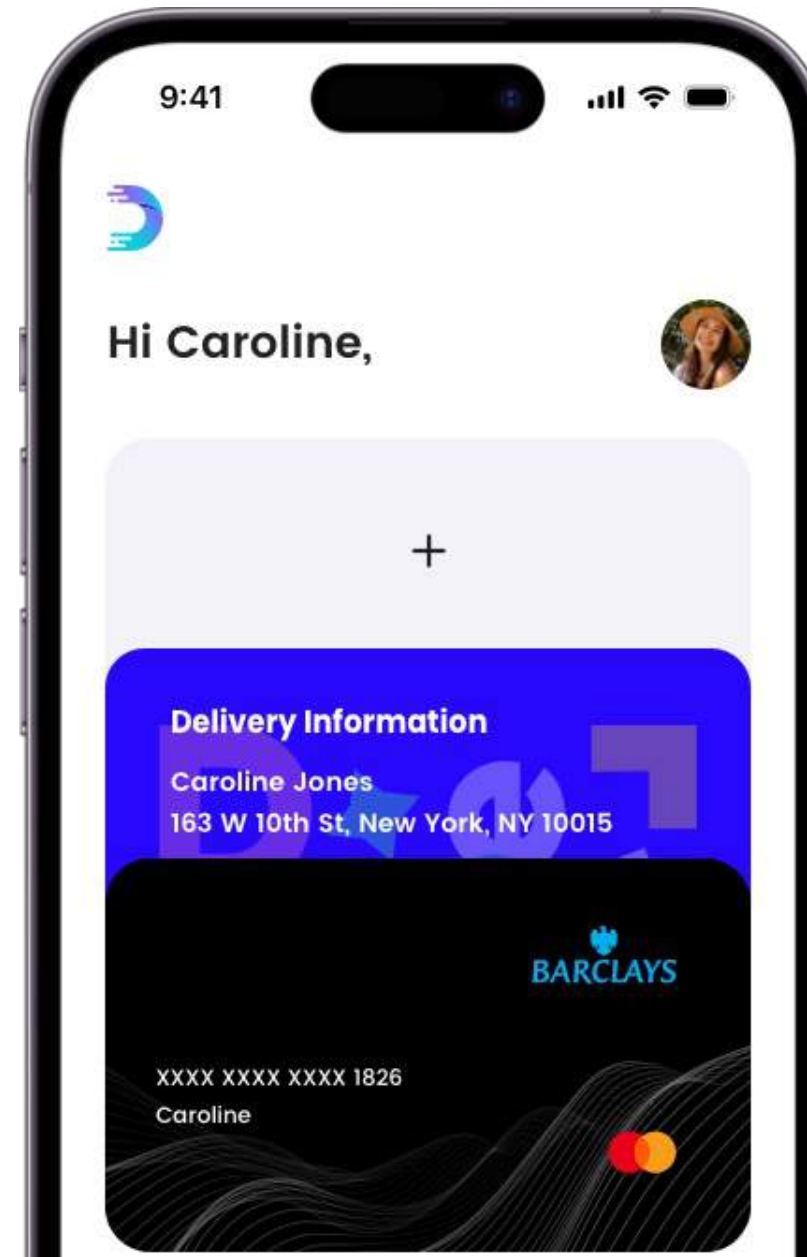 9:41
Hi Caroline,
+
Delivery Information
Caroline Jones
163 W 10th St, New York, NY 10015
BARCLAYS
XXXX XXXX XXXX 1826
Caroline